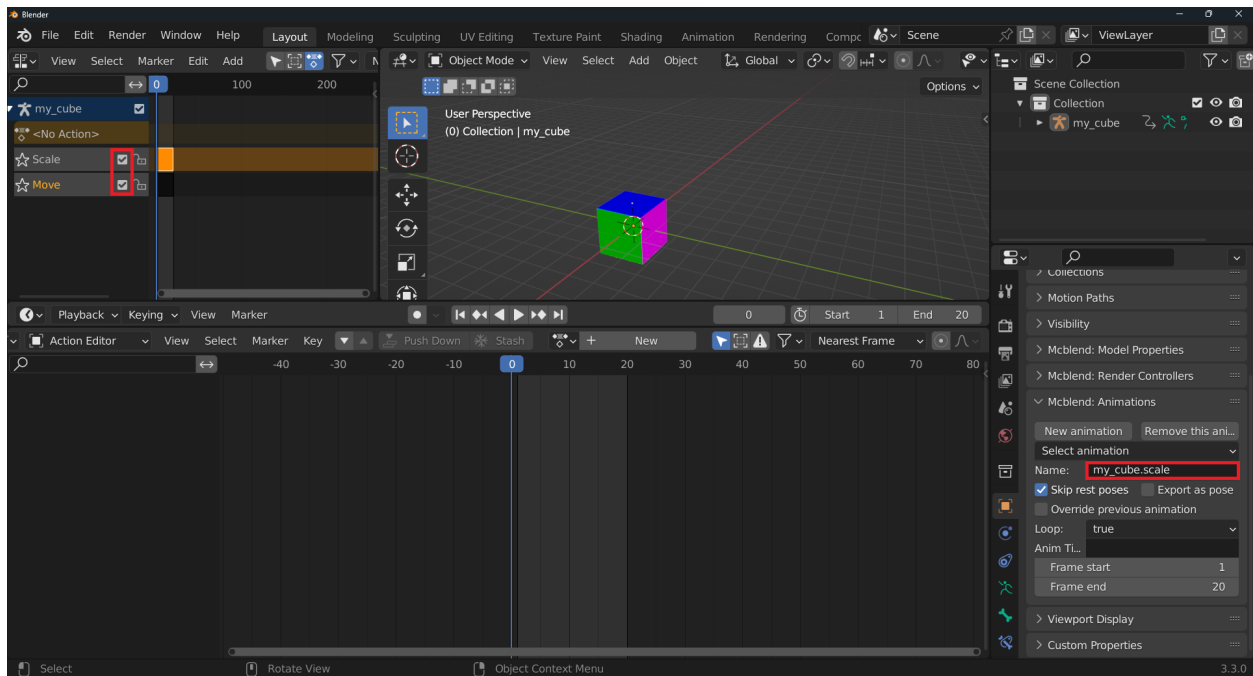 Blender
File Edit Render Window Help Layout Modeling Sculpting UV Editing Texture Paint Shading Animation Rendering Compc Scene ViewLayer
View Select Marker Edit Add N
Object Mode View Select Add Object Global
0 100 200
Options
my_cube
<No Action>
Scale
Move
User Perspective
(0) Collection | my_cube
Scene Collection
Collection
my_cube
Playback Keying View Marker 0 Start 1 End 20
Action Editor View Select Marker Key Push Down Stash New Nearest Frame
-40 -30 -20 -10 0 10 20 30 40 50 60 70 80
Collections
Motion Paths
Visibility
Mcblend: Model Properties
Mcblend: Render Controllers
Mcblend: Animations
New animation Remove this ani...
Select animation
Name: my_cube.scale
Skip rest poses Export as pose
Override previous animation
Loop: true
Anim Ti...
Frame start 1
Frame end 20
Viewport Display
Custom Properties
Select Rotate View Object Context Menu 3.3.0